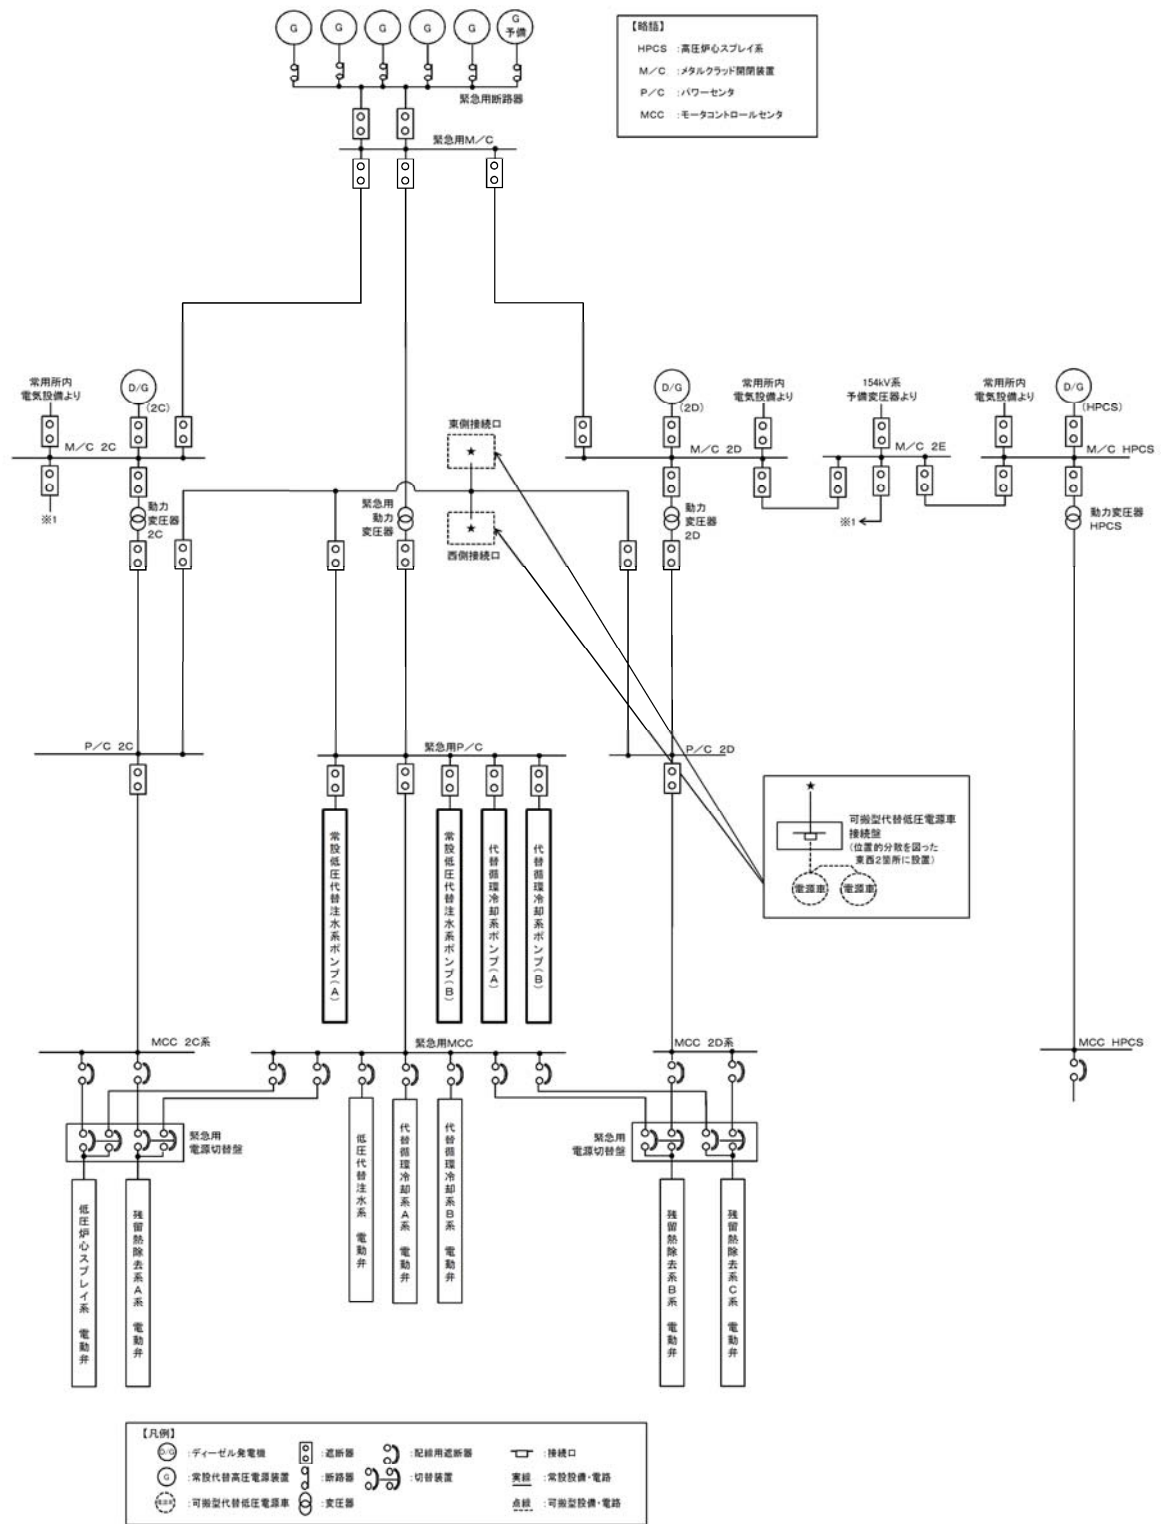 G
G
G
G
G
G
予備
【略語】
HPCS :高圧炉心スプレイ系
M/C :メタルクラッド開閉装置
P/C :パワーセンタ
MCC :モータコントロールセンタ
緊急用断路器
緊急用M/C
常用所内
電気設備より
D/G
(2C)
M/C 2C
※1
動力
変圧器
2C
東側接続口
★
緊急用
動力
変圧器
★
西側接続口
D/G
(2D)
常用所内
電気設備より
M/C 2D
動力
変圧器
2D
154kV系
予備変圧器より
M/C 2E
※1
常用所内
電気設備より
D/G
(HPCS)
M/C HPCS
動力変圧器
HPCS
P/C 2C
緊急用P/C
P/C 2D
常設低圧代替注水系ポンプ(A)
常設低圧代替注水系ポンプ(B)
代替循環冷却系ポンプ(A)
代替循環冷却系ポンプ(B)
★
可搬型代替低圧電源車
接続盤
(位置的分散を図った
東西2箇所に設置)
電源車
電源車
MCC 2C系
緊急用MCC
MCC 2D系
MCC HPCS
緊急用
電源切替盤
緊急用
電源切替盤
低圧炉心スプレイ系 電動弁
残留熱除去系A系 電動弁
低圧代替注水系 電動弁
代替循環冷却系A系 電動弁
代替循環冷却系B系 電動弁
残留熱除去系B系 電動弁
残留熱除去系C系 電動弁
【凡例】
D/G :ディーゼル発電機
:遮断器
:配線用遮断器
:接続口
G :常設代替高圧電源装置
:断路器
:切替装置
実線 :常設設備・電路
電源車 :可搬型代替低圧電源車
:変圧器
点線 :可搬型設備・電路